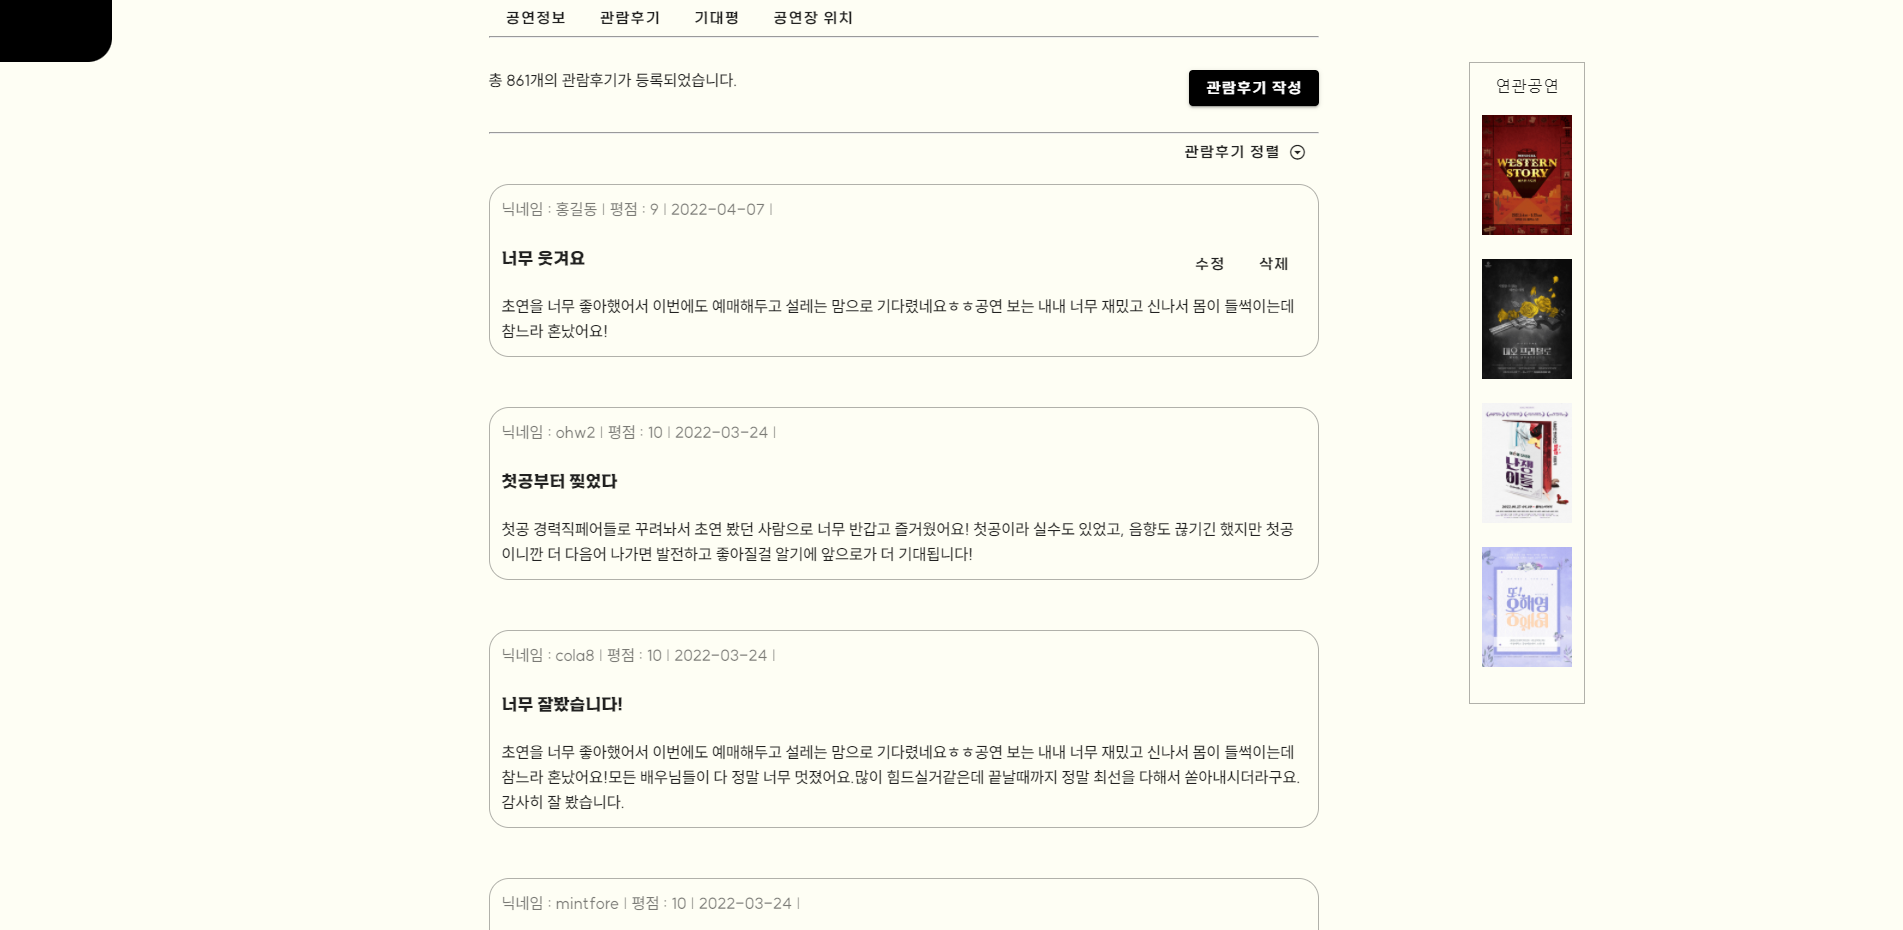 공연정보 관람후기 기대평 공연장 위치
총 861개의 관람후기가 등록되었습니다.
관람후기 작성
관람후기 정렬
닉네임 : 홍길동 | 평점 : 9 | 2022-04-07 |
너무 웃겨요
수정 삭제
초연을 너무 좋아했어서 이번에도 예매해두고 설레는 맘으로 기다렸네요ㅎㅎ공연 보는 내내 너무 재밌고 신나서 몸이 들썩이는데
참느라 혼났어요!
닉네임 : ohw2 | 평점 : 10 | 2022-03-24 |
첫공부터 찢었다
첫공 경력직페어들로 꾸려놔서 초연 봤던 사람으로 너무 반갑고 즐거웠어요! 첫공이라 실수도 있었고, 음향도 끊기긴 했지만 첫공
이니깐 더 다음어 나가면 발전하고 좋아질걸 알기에 앞으로가 더 기대됩니다!
닉네임 : cola8 | 평점 : 10 | 2022-03-24 |
너무 잘봤습니다!
초연을 너무 좋아했어서 이번에도 예매해두고 설레는 맘으로 기다렸네요ㅎㅎ공연 보는 내내 너무 재밌고 신나서 몸이 들썩이는데
참느라 혼났어요!모든 배우님들이 다 정말 너무 멋졌어요.많이 힘드실거같은데 끝날때까지 정말 최선을 다해서 쏟아내시더라구요.
감사히 잘 봤습니다.
닉네임 : mintfore | 평점 : 10 | 2022-03-24 |
연관공연
WESTERN
STORY
난쟁
이들
또!
오해영